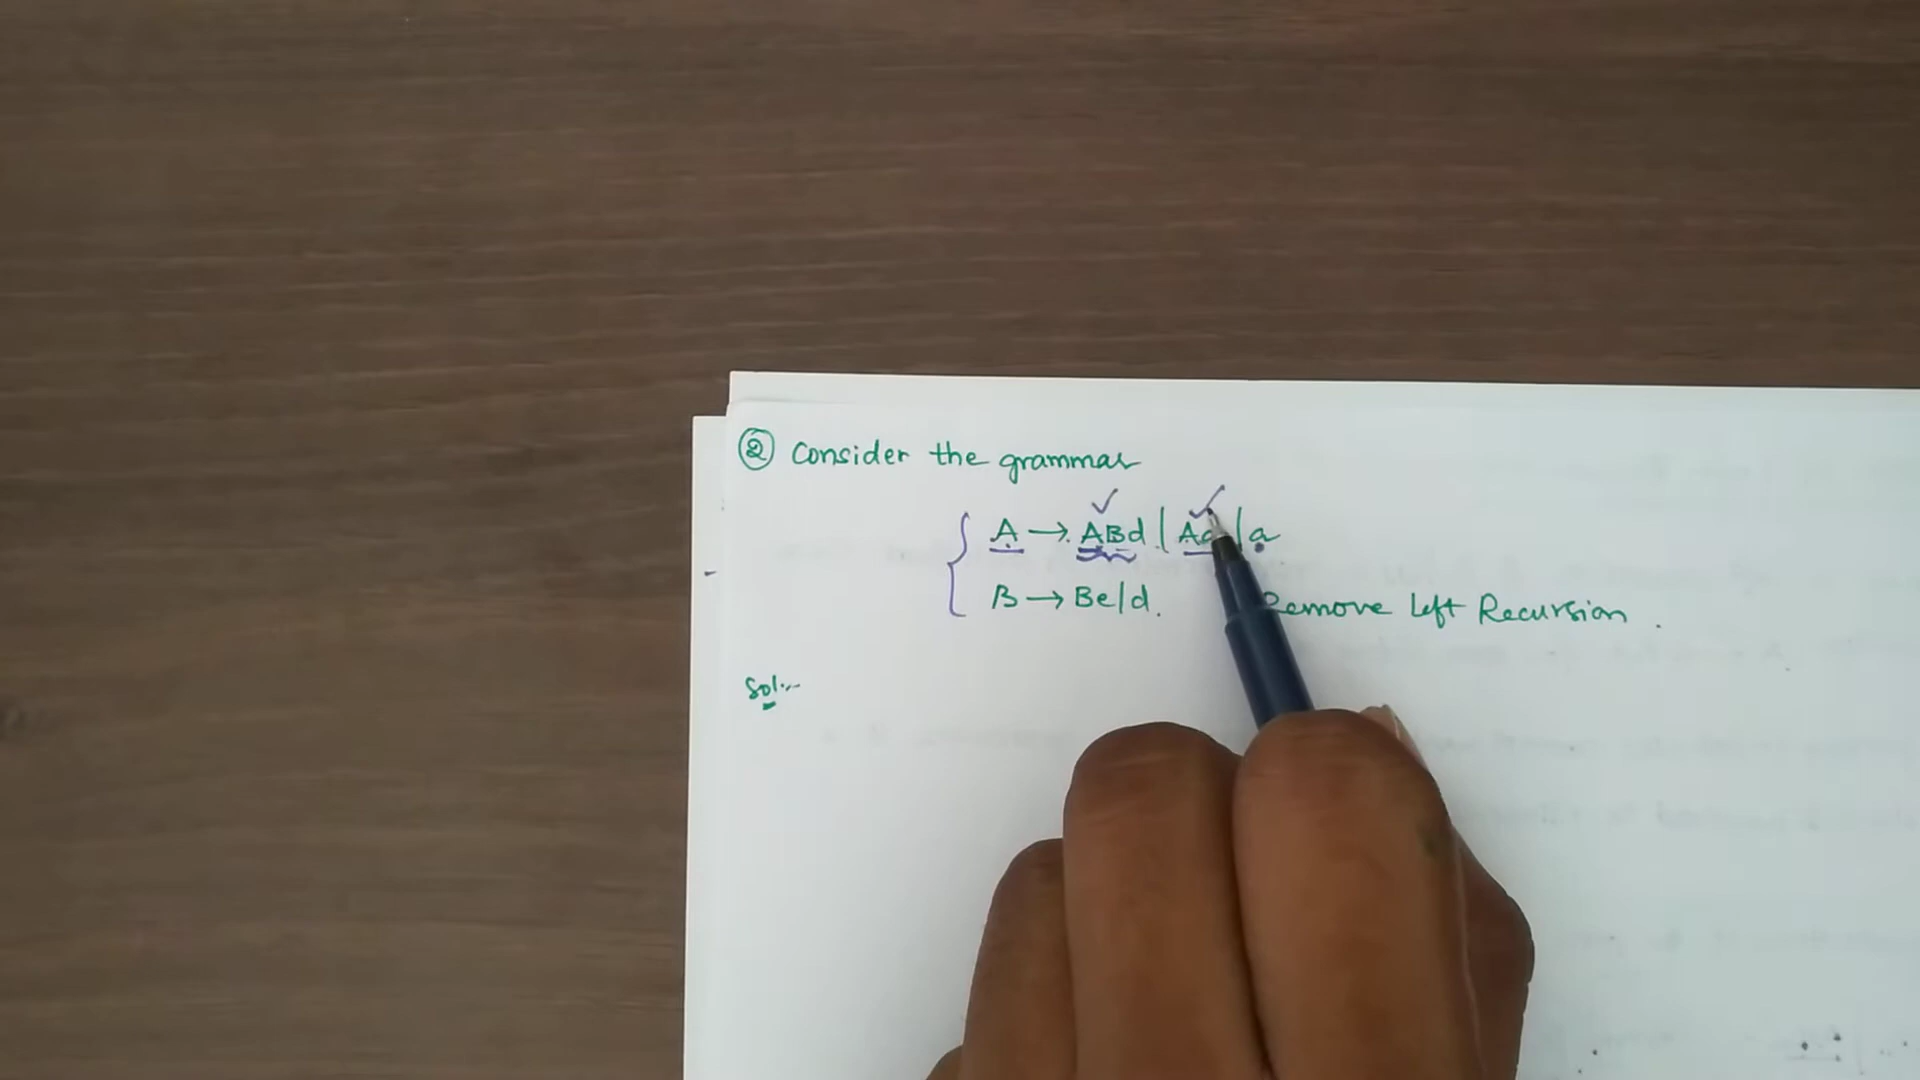 ② Consider the grammar
A → ABd | Aa | a
B → Be/d. Remove Left Recursion.
Sol:-